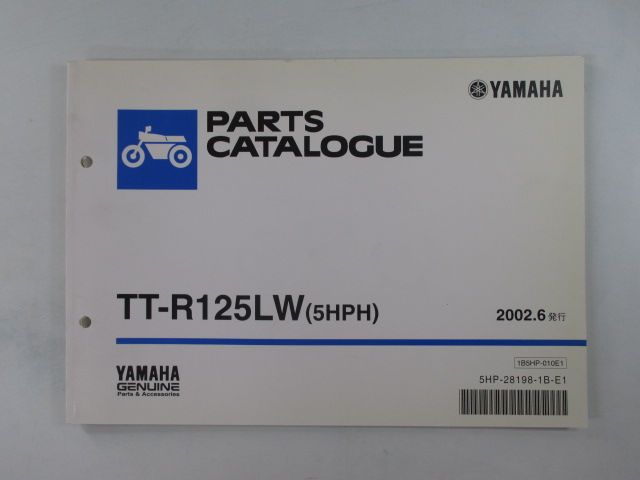 YAMAHA
PARTS
CATALOGUE
TT-R125LW(5HPH)
2002.6発行
1B5HP-010E1
5HP-28198-1B-E1
YAMAHA
GENUINE
Parts & Accessories